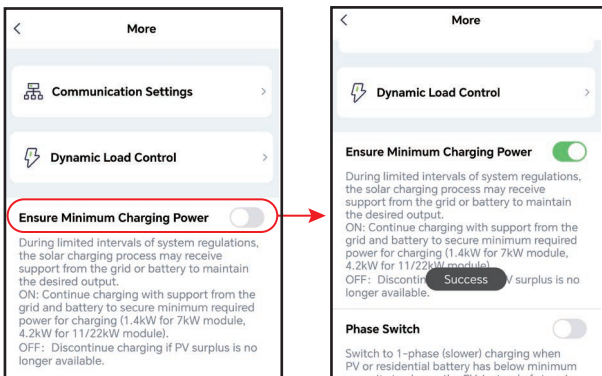 More
Communication Settings
Dynamic Load Control
Ensure Minimum Charging Power
During limited intervals of system regulations,
the solar charging process may receive
support from the grid or battery to maintain
the desired output.
ON: Continue charging with support from the
grid and battery to secure minimum required
power for charging (1.4kW for 7kW module,
4.2kW for 11/22kW module).
OFF: Discontinue charging if PV surplus is no
longer available.
More
Dynamic Load Control
Ensure Minimum Charging Power
During limited intervals of system regulations,
the solar charging process may receive
support from the grid or battery to maintain
the desired output.
ON: Continue charging with support from the
grid and battery to secure minimum required
power for charging (1.4kW for 7kW module,
4.2kW for 11/22kW module).
OFF: Discontin Success V surplus is no
longer available.
Phase Switch
Switch to 1-phase (slower) charging when
PV or residential battery has below minimum